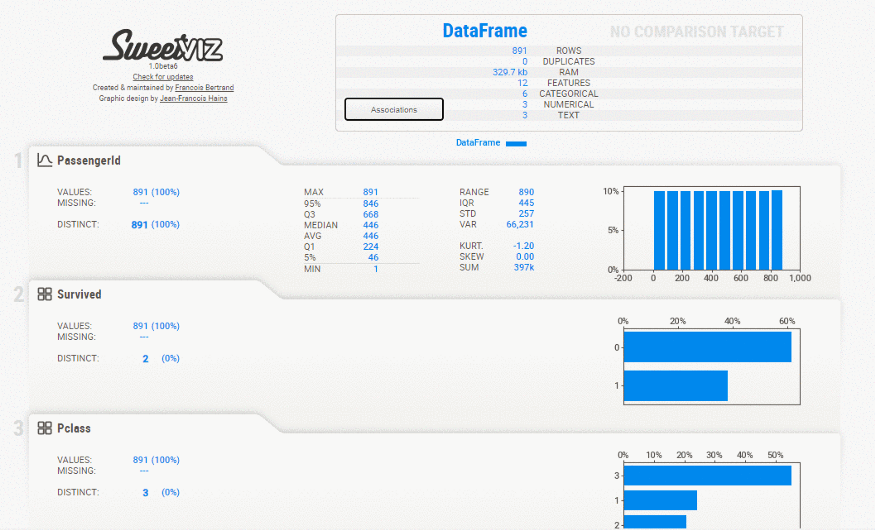 SweetVIZ
1.0beta6
Check for updates
Created & maintained by Francois Bertrand
Graphic design by Jean-Francois Hains
DataFrame
NO COMPARISON TARGET
891 ROWS
0 DUPLICATES
329.7 kb RAM
12 FEATURES
6 CATEGORICAL
3 NUMERICAL
3 TEXT
Associations
DataFrame
1
PassengerId
VALUES: 891 (100%)
MISSING: ---
DISTINCT: 891 (100%)
MAX 891
95% 846
Q3 668
MEDIAN 446
AVG 446
Q1 224
5% 46
MIN 1
RANGE 890
IQR 445
STD 257
VAR 66,231
KURT. -1.20
SKEW 0.00
SUM 397k
10%
5%
0%
-200 0 200 400 600 800 1,000
2
Survived
VALUES: 891 (100%)
MISSING: ---
DISTINCT: 2 (0%)
0% 20% 40% 60%
0
1
3
Pclass
VALUES: 891 (100%)
MISSING: ---
DISTINCT: 3 (0%)
0% 10% 20% 30% 40% 50%
3
1
2